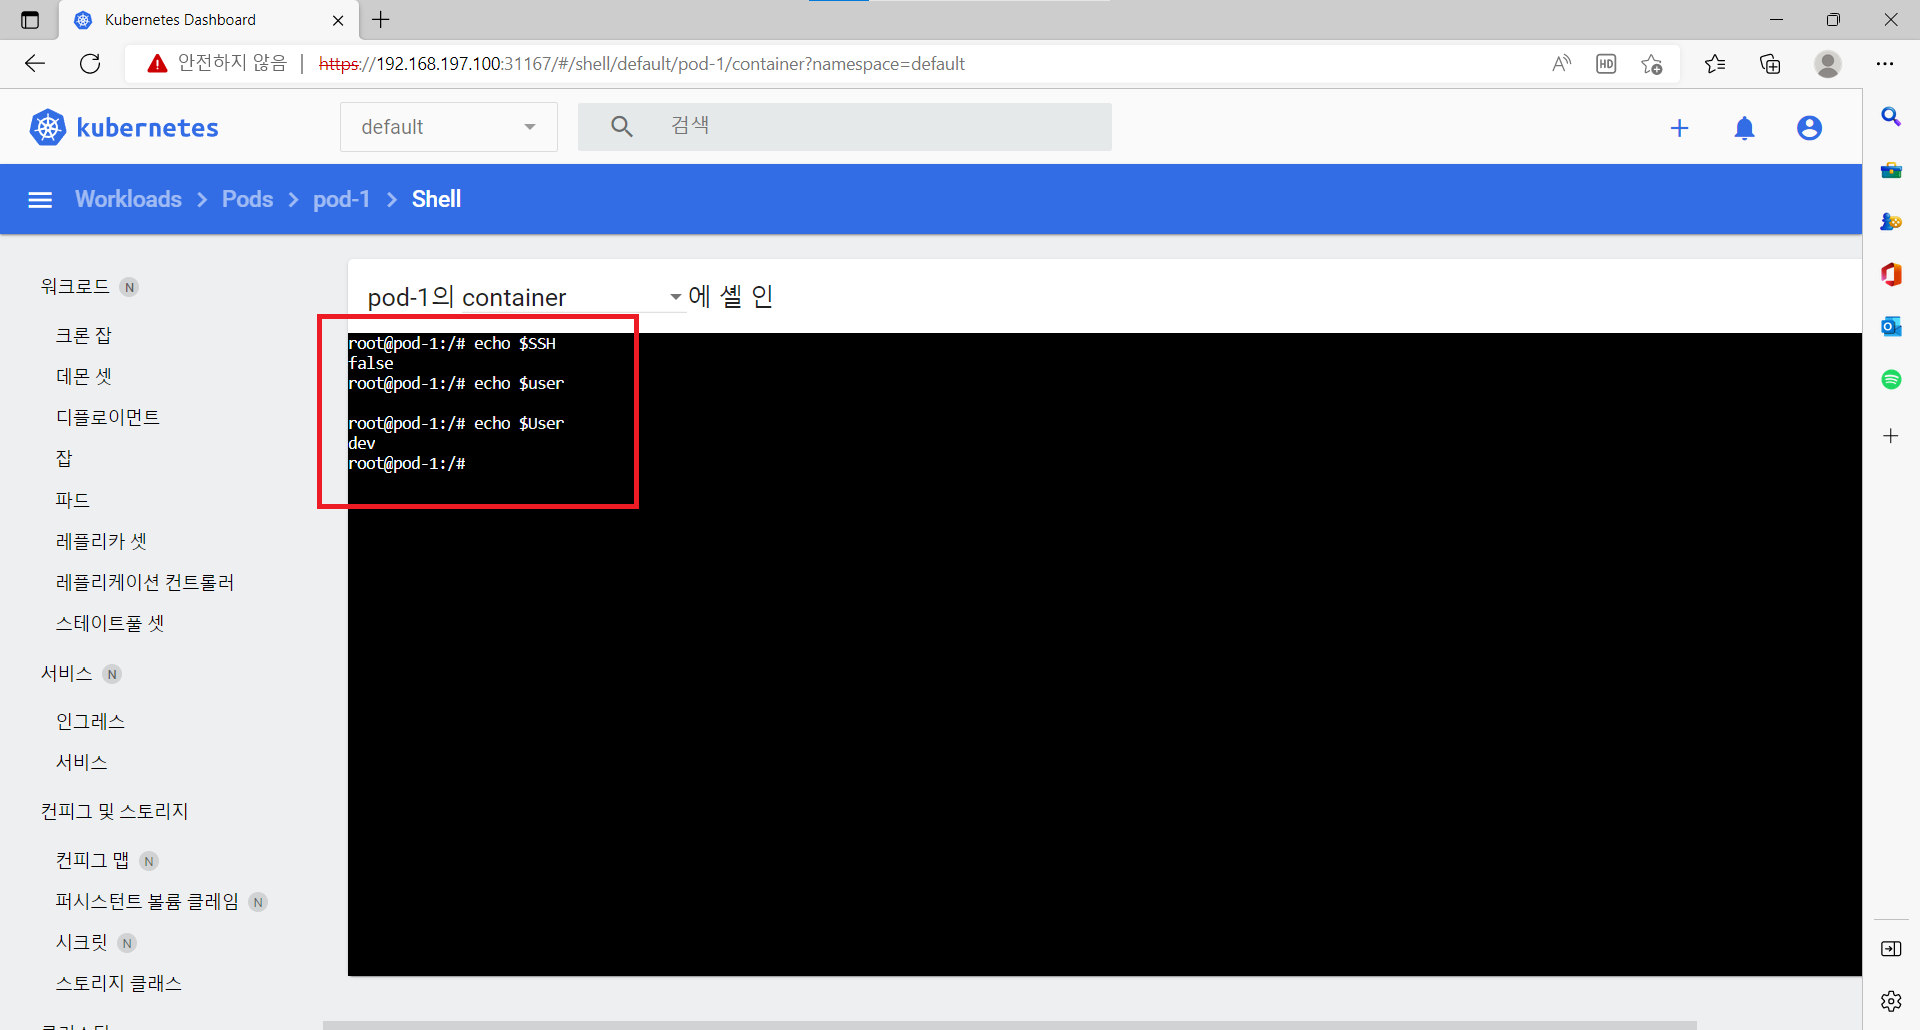 Kubernetes Dashboard
안전하지 않음 | https://192.168.197.100:31167/#/shell/default/pod-1/container?namespace=default
HD
kubernetes
default
검색
Workloads > Pods > pod-1 > Shell
워크로드 N
크론 잡
데몬 셋
디플로이먼트
잡
파드
레플리카 셋
레플리케이션 컨트롤러
스테이트풀 셋
서비스 N
인그레스
서비스
컨피그 및 스토리지
컨피그 맵 N
퍼시스턴트 볼륨 클레임 N
시크릿 N
스토리지 클래스
pod-1의 container 에 셸 인
root@pod-1:/# echo $SSH
false
root@pod-1:/# echo $user
root@pod-1:/# echo $User
dev
root@pod-1:/#